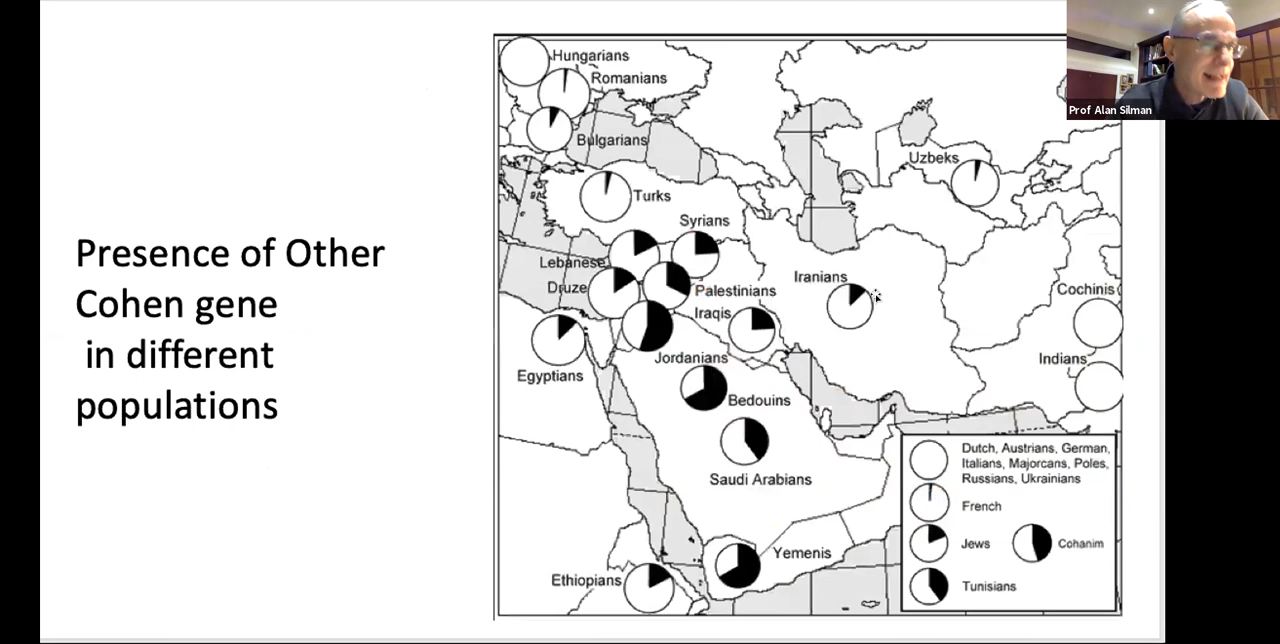 Presence of Other
Cohen gene
in different
populations
Prof Alan Silman
Hungarians
Romanians
Bulgarians
Uzbeks
Turks
Syrians
Lebanese
Druze
Palestinians
Iranians
Iraqis
Cochinis
Jordanians
Indians
Egyptians
Bedouins
Saudi Arabians
Yemenis
Ethiopians
Dutch, Austrians, German,
Italians, Majorcans, Poles,
Russians, Ukrainians
French
Jews
Cohanim
Tunisians